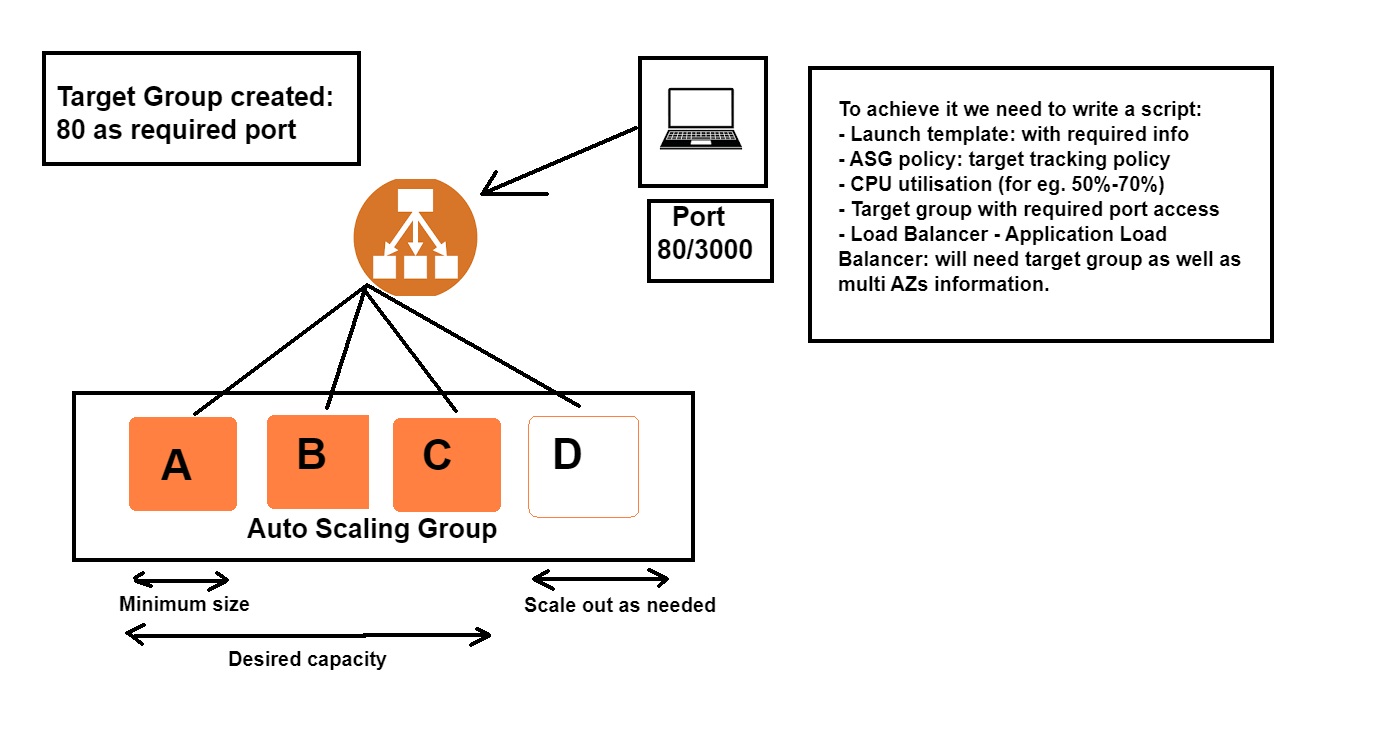 Target Group created:
80 as required port
Port
80/3000
To achieve it we need to write a script:
- Launch template: with required info
- ASG policy: target tracking policy
- CPU utilisation (for eg. 50%-70%)
- Target group with required port access
- Load Balancer - Application Load
Balancer: will need target group as well as
multi AZs information.
A
B
C
D
Auto Scaling Group
Minimum size
Scale out as needed
Desired capacity